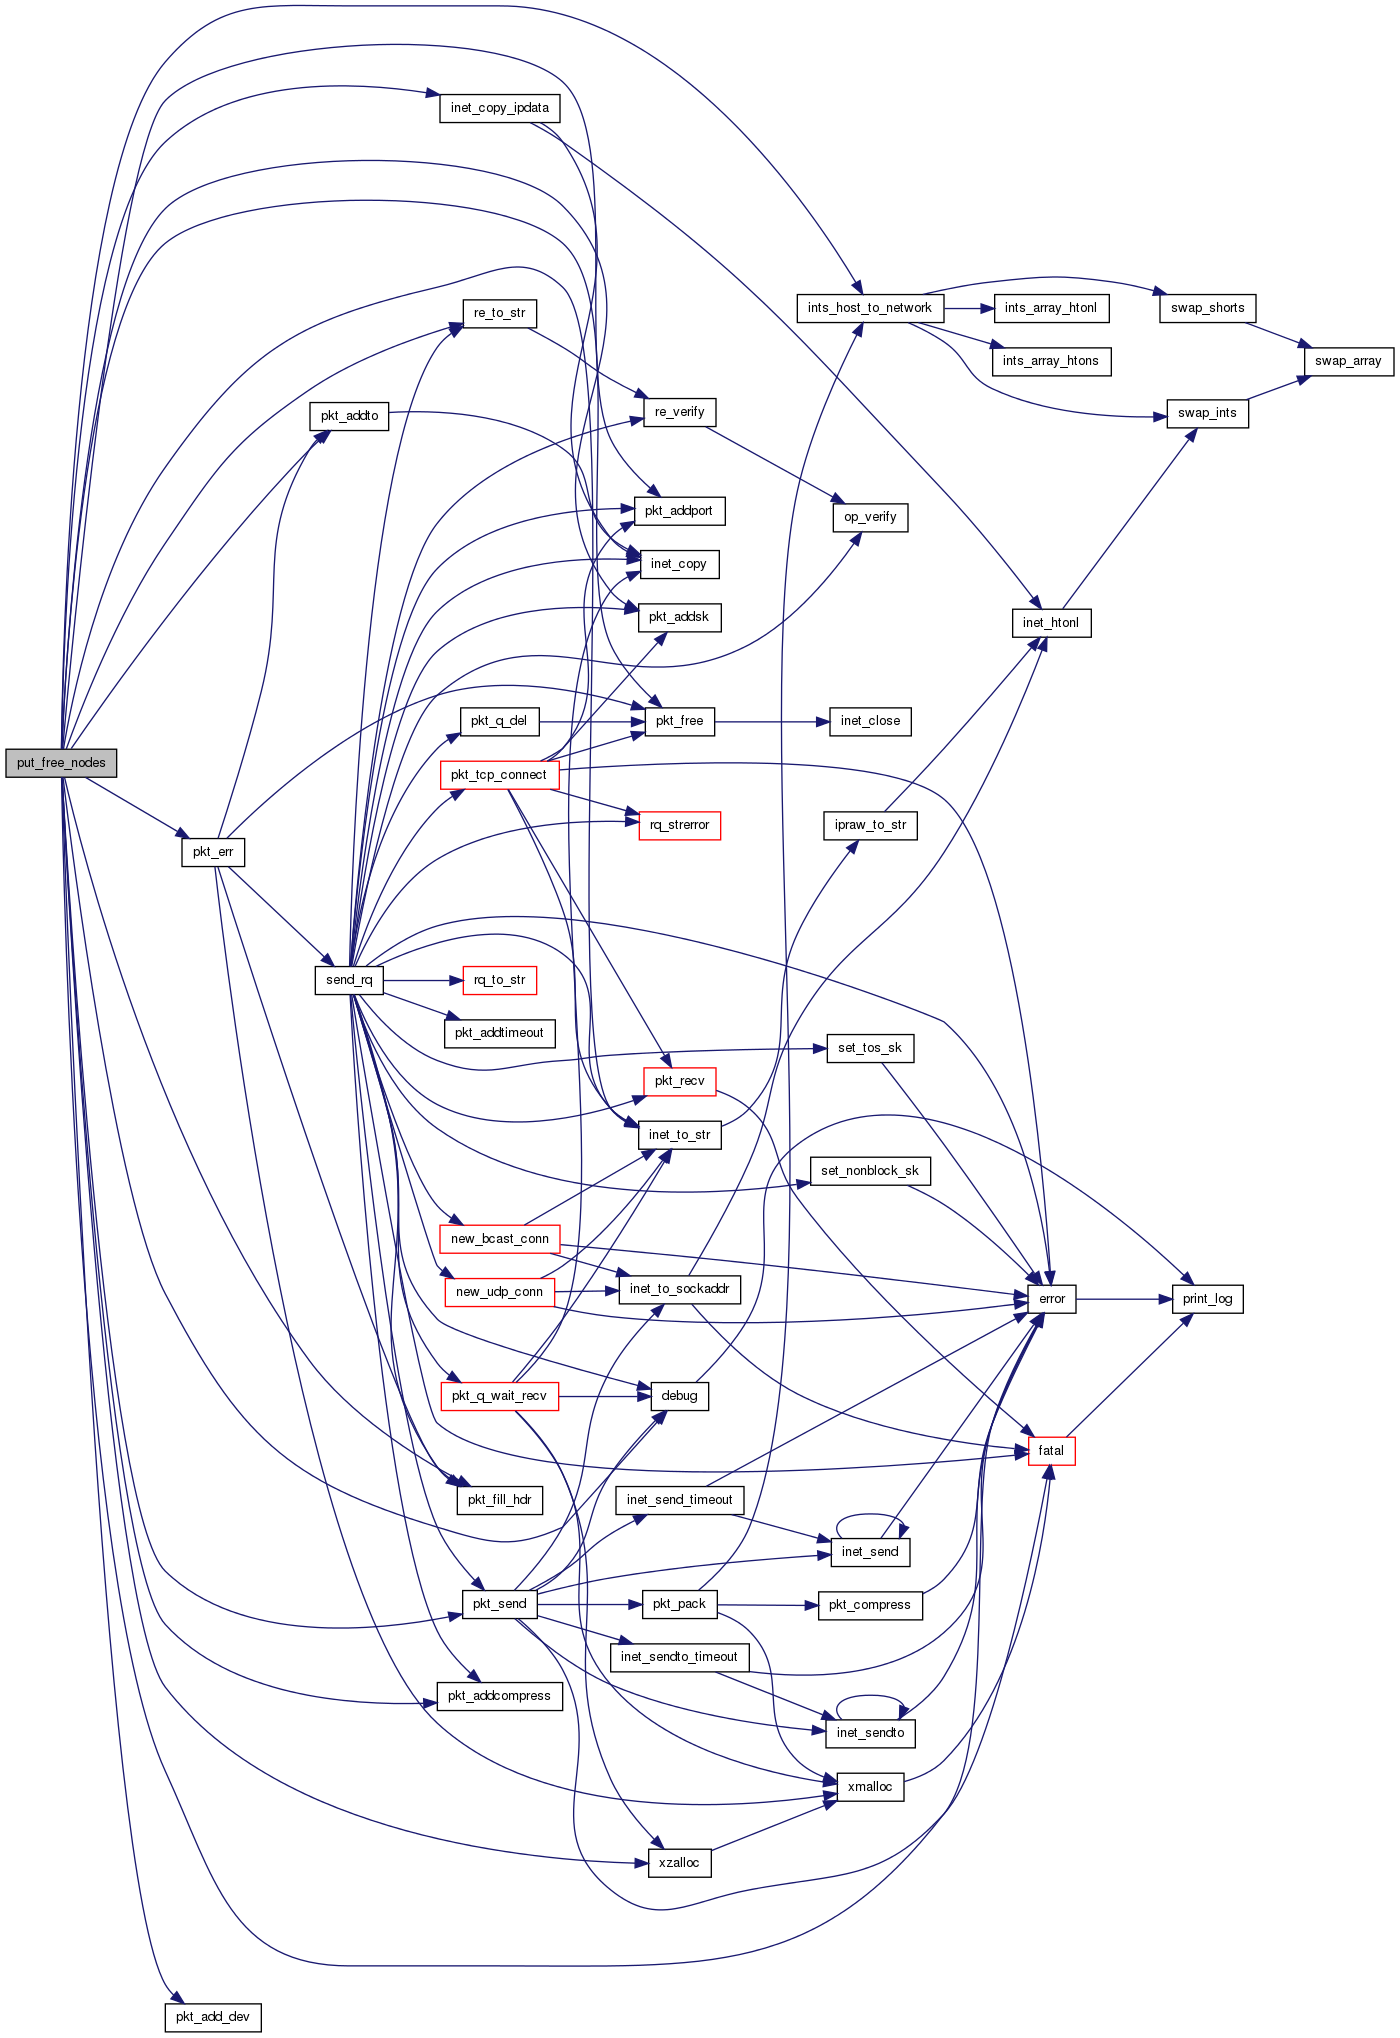 inet_copy_ipdata
ints_host_to_network
ints_array_htonl
swap_shorts
re_to_str
ints_array_htons
swap_array
pkt_addto
re_verify
swap_ints
pkt_addport
op_verify
inet_copy
pkt_addsk
inet_htonl
pkt_q_del
pkt_free
inet_close
put_free_nodes
pkt_tcp_connect
rq_strerror
ipraw_to_str
pkt_err
send_rq
rq_to_str
pkt_addtimeout
set_tos_sk
pkt_recv
inet_to_str
set_nonblock_sk
new_bcast_conn
new_udp_conn
inet_to_sockaddr
error
print_log
pkt_q_wait_recv
debug
fatal
pkt_fill_hdr
inet_send_timeout
inet_send
pkt_send
pkt_pack
pkt_compress
inet_sendto_timeout
pkt_addcompress
inet_sendto
xmalloc
xzalloc
pkt_add_dev